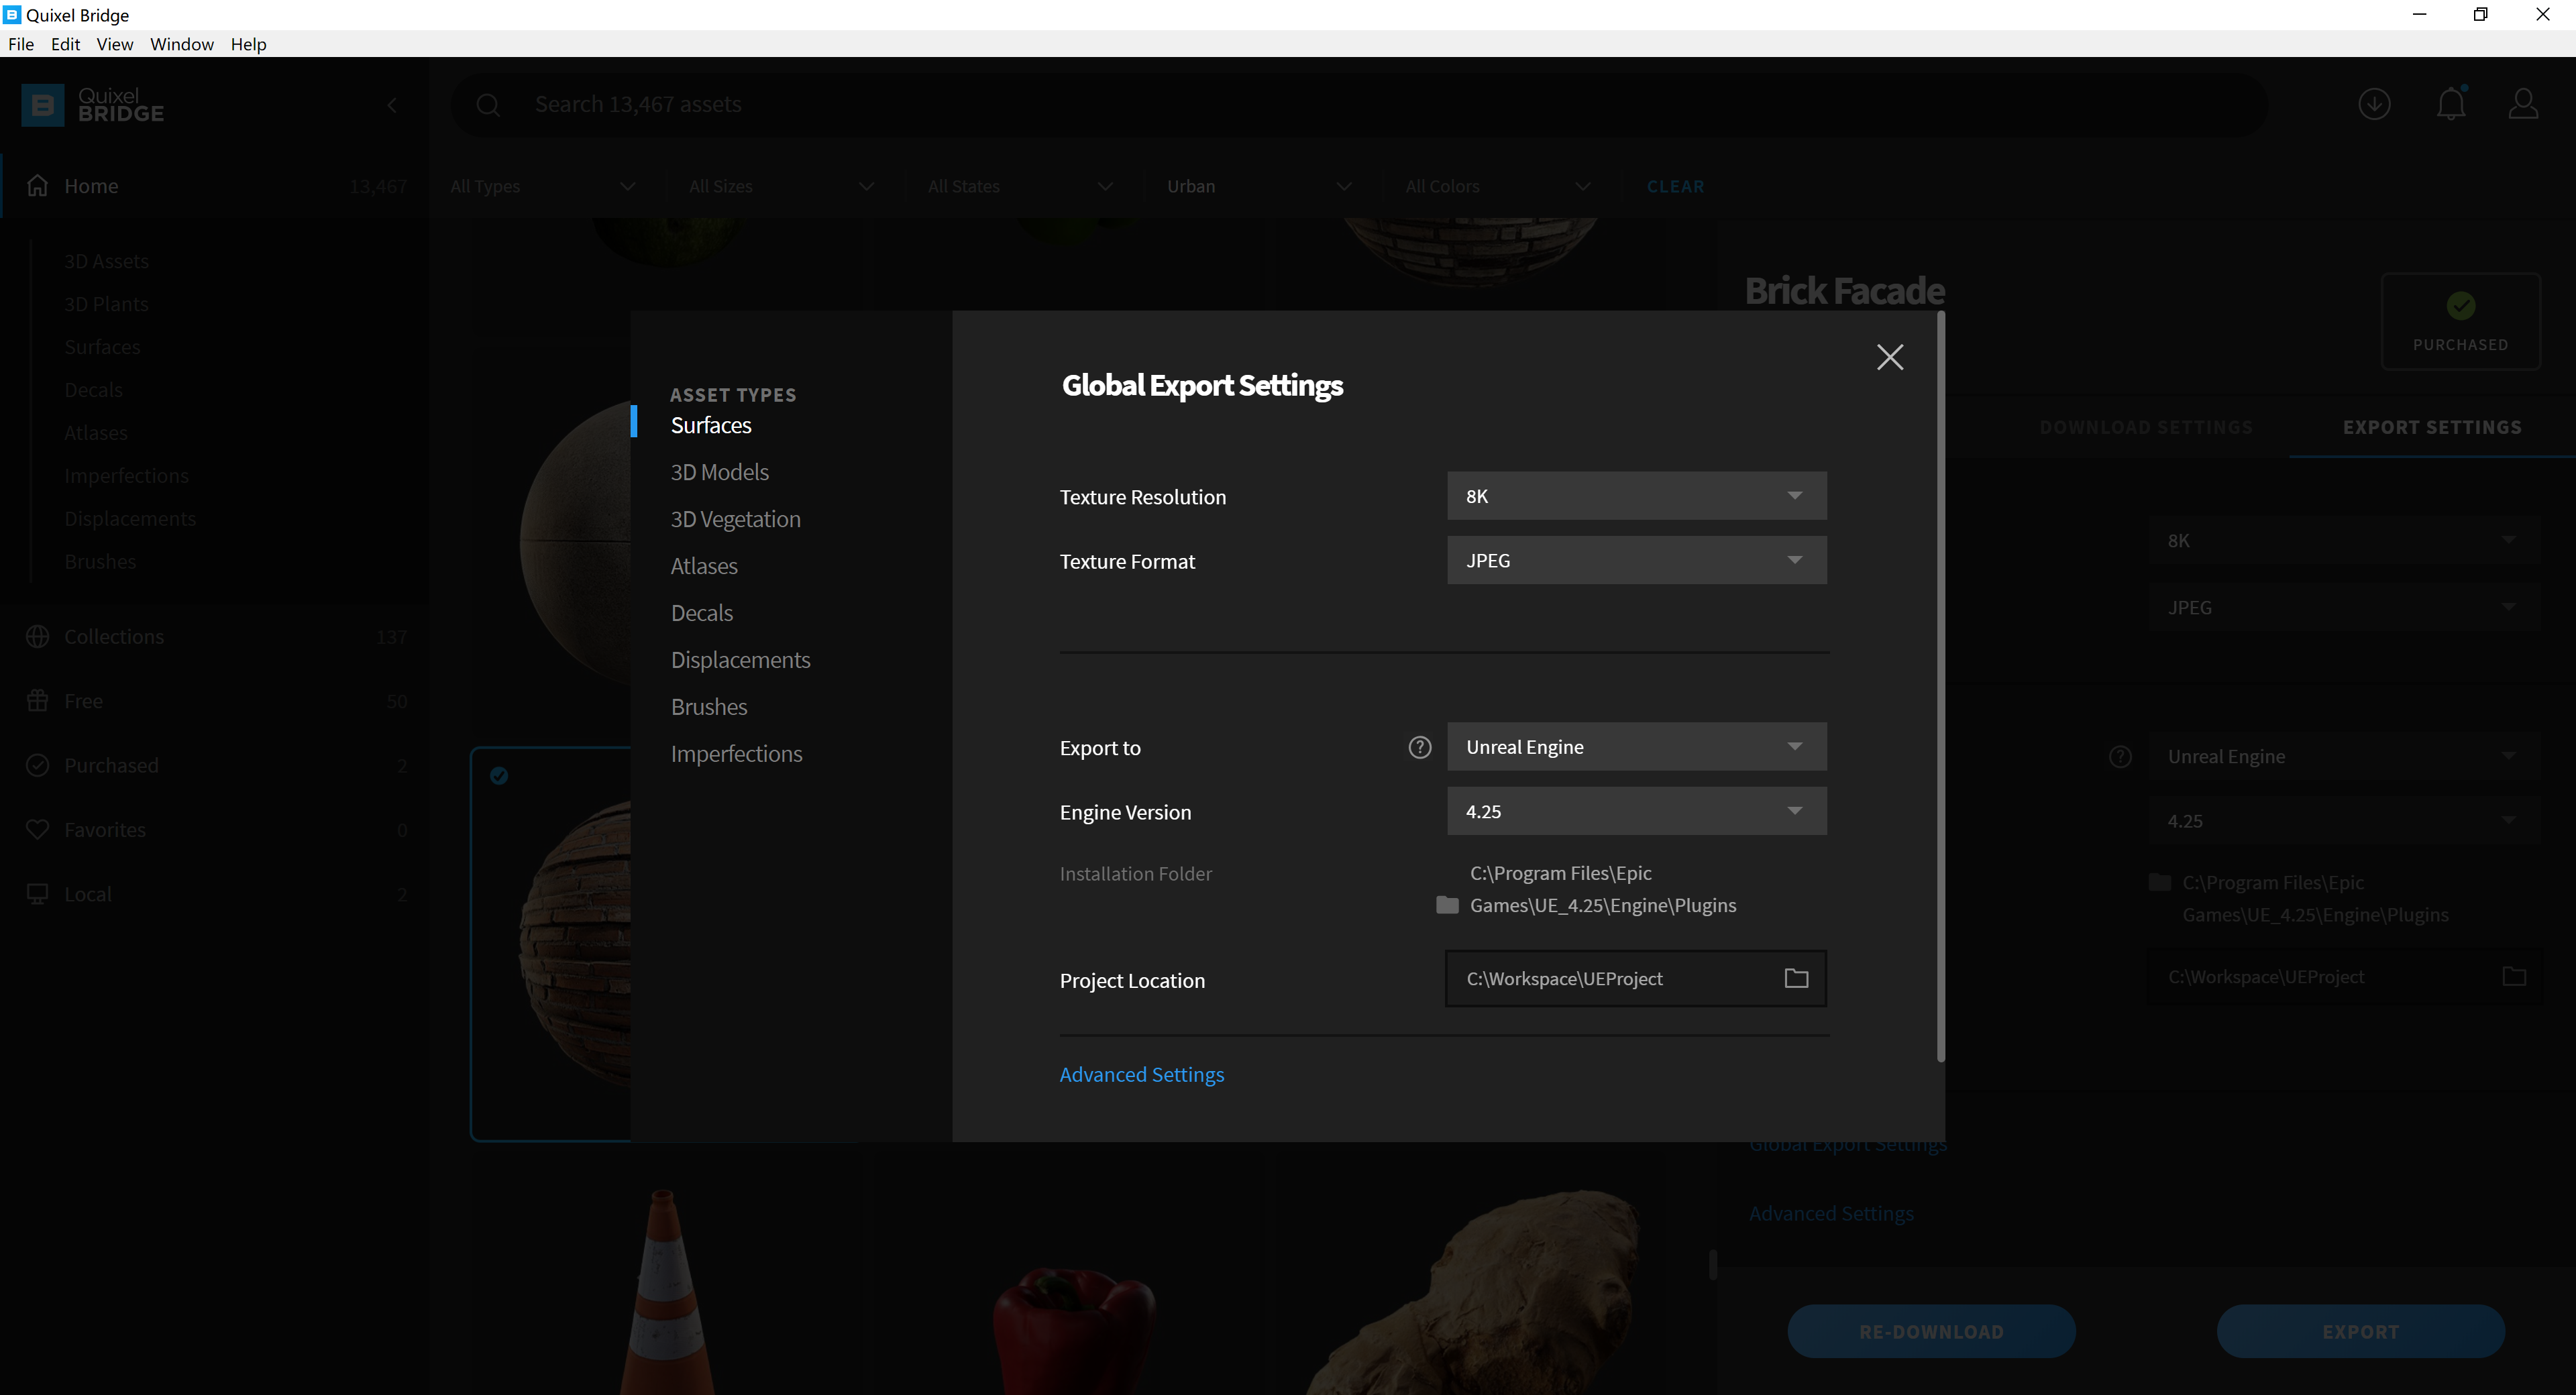 Quixel Bridge
File Edit View Window Help
Quixel
BRIDGE
Search 13,467 assets
Home 13,467
All Types All Sizes All States Urban All Colors CLEAR
3D Assets
3D Plants
Surfaces
Decals
Atlases
Imperfections
Displacements
Brushes
Collections 137
Free 50
Purchased 2
Favorites 0
Local 2
ASSET TYPES
Surfaces
3D Models
3D Vegetation
Atlases
Decals
Displacements
Brushes
Imperfections
Global Export Settings
Texture Resolution 8K
Texture Format JPEG
Export to ? Unreal Engine
Engine Version 4.25
Installation Folder C:\Program Files\Epic
Games\UE_4.25\Engine\Plugins
Project Location C:\Workspace\UEProject
Advanced Settings
Brick Facade
PURCHASED
DOWNLOAD SETTINGS EXPORT SETTINGS
8K
JPEG
? Unreal Engine
4.25
C:\Program Files\Epic
Games\UE_4.25\Engine\Plugins
C:\Workspace\UEProject
Global Export Settings
Advanced Settings
RE-DOWNLOAD EXPORT